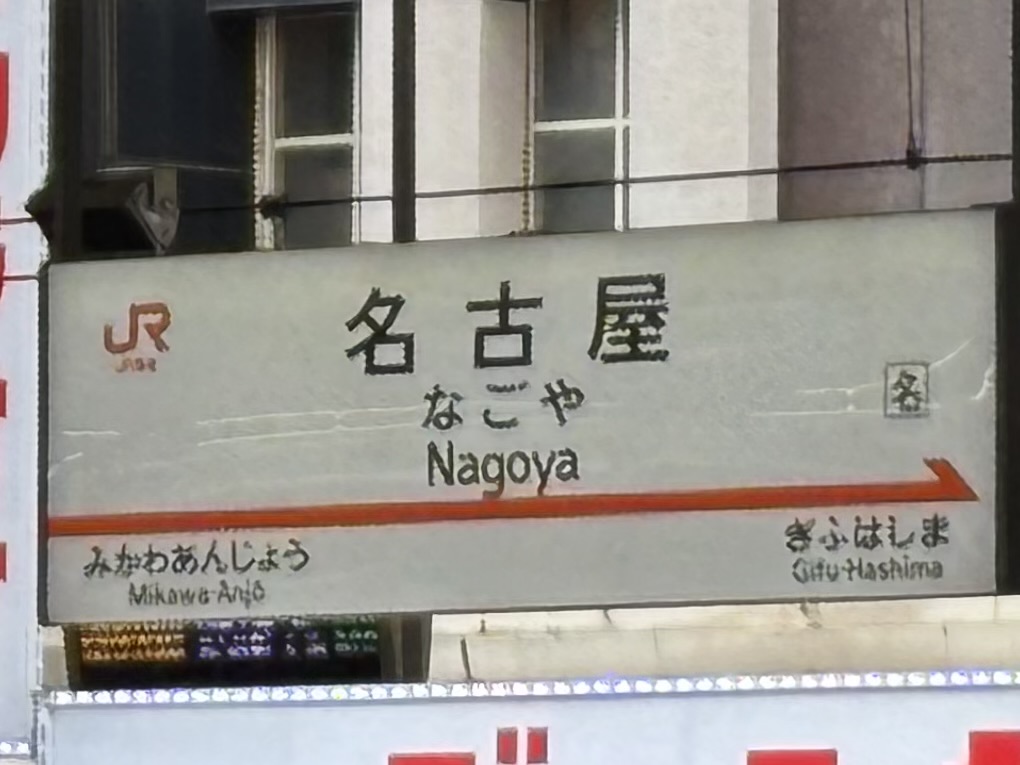 JR
名古屋
なごや
名
Nagoya
みかわあんじょう
ぎふはしま
Mikawa-Anjō
Gifu-Hashima